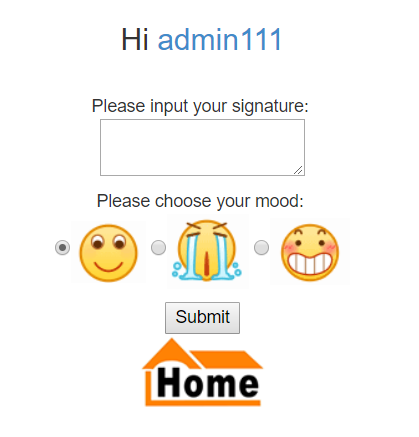 Hi admin111
Please input your signature:
Please choose your mood:
Submit
Home